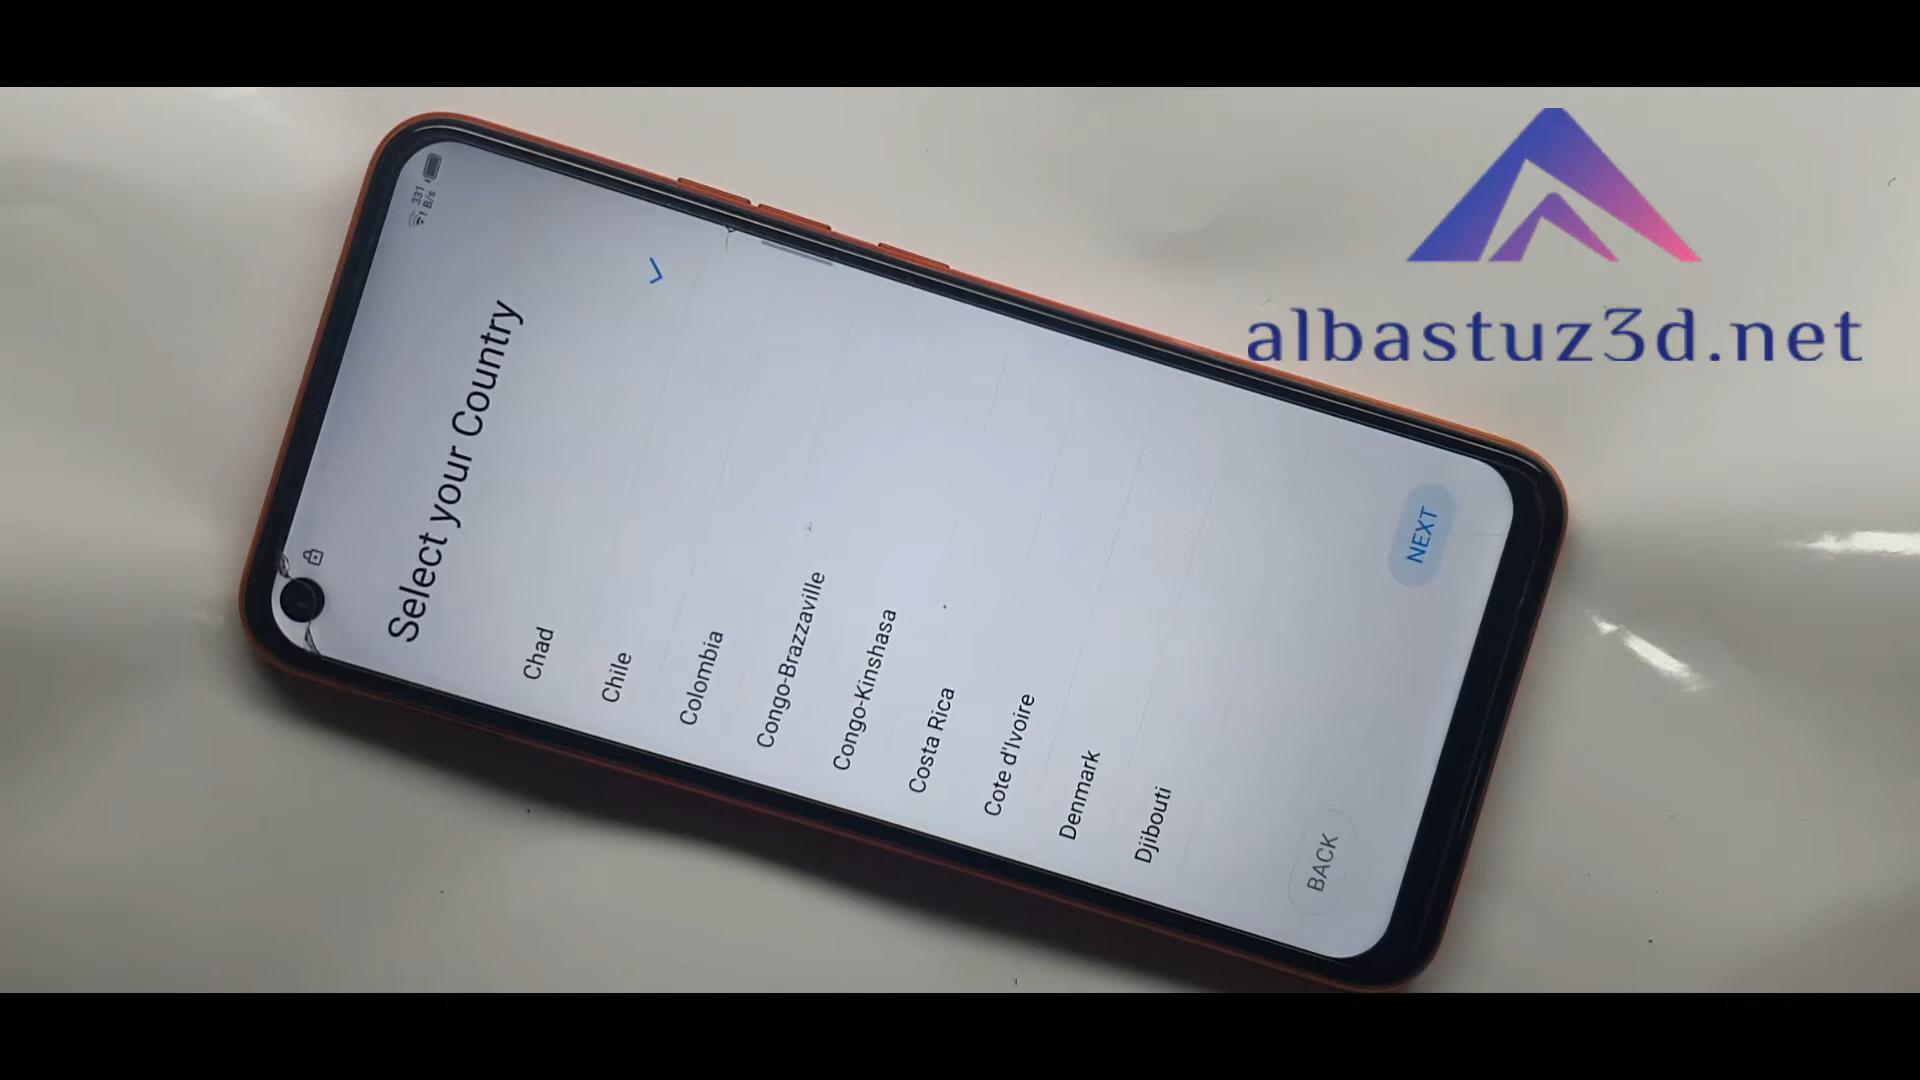 331
B/s
Select your Country
Chad
Chile
Colombia
Congo-Brazzaville
Congo-Kinshasa
Costa Rica
Cote d'Ivoire
Denmark
Djibouti
BACK
NEXT
albastuz3d.net